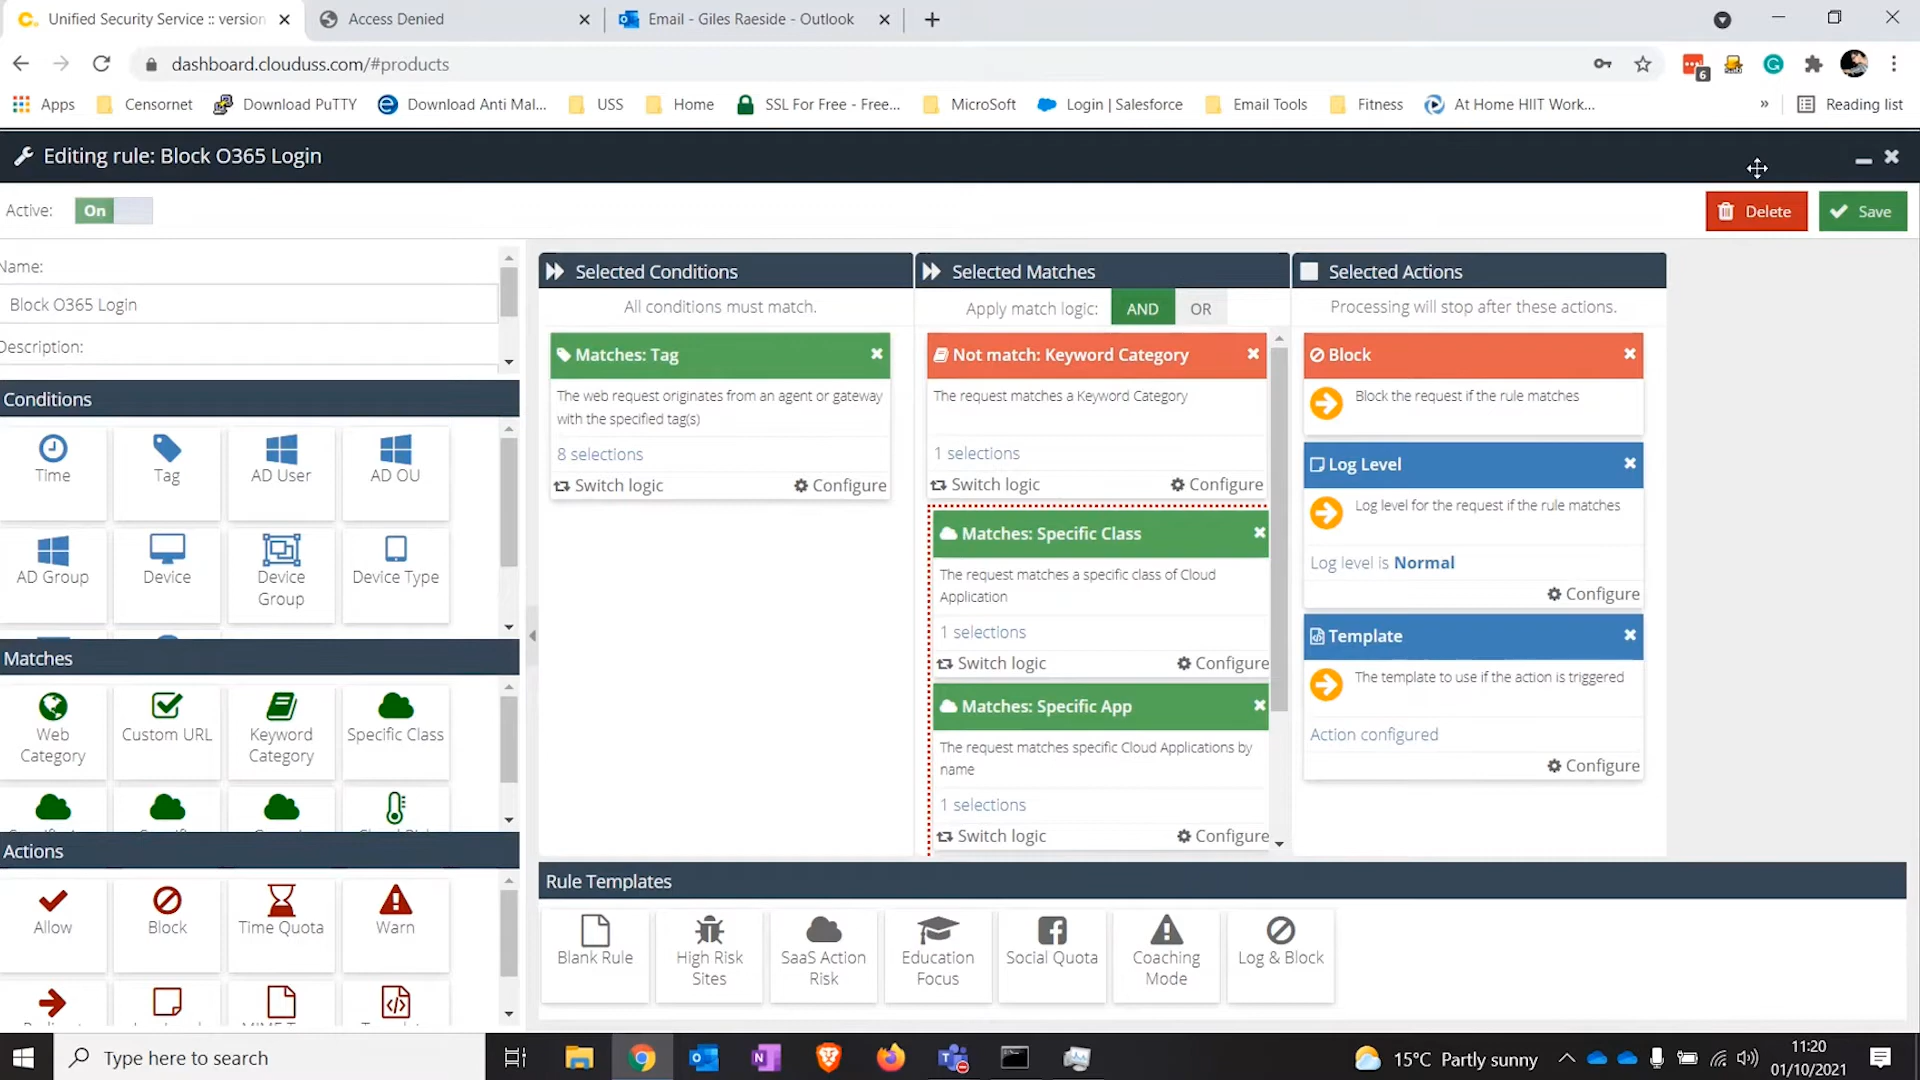 Unified Security Service :: version
Access Denied
Email - Giles Raeside - Outlook
dashboard.clouduss.com/#products
6
Apps
Censornet
Download PuTTY
Download Anti Mal...
USS
Home
SSL For Free - Free...
MicroSoft
Login | Salesforce
Email Tools
Fitness
At Home HIIT Work...
»
Reading list
Editing rule: Block O365 Login
Active:
On
Delete
Save
Name:
Block O365 Login
Description:
Conditions
Time
Tag
AD User
AD OU
AD Group
Device
Device
Group
Device Type
Matches
Web
Category
Custom URL
Keyword
Category
Specific Class
Actions
Allow
Block
Time Quota
Warn
Selected Conditions
All conditions must match.
Matches: Tag
The web request originates from an agent or gateway
with the specified tag(s)
8 selections
Switch logic
Configure
Selected Matches
Apply match logic:
AND
OR
Not match: Keyword Category
The request matches a Keyword Category
1 selections
Switch logic
Configure
Matches: Specific Class
The request matches a specific class of Cloud
Application
1 selections
Switch logic
Configure
Matches: Specific App
The request matches specific Cloud Applications by
name
1 selections
Switch logic
Configure
Selected Actions
Processing will stop after these actions.
Block
Block the request if the rule matches
Log Level
Log level for the request if the rule matches
Log level is Normal
Configure
Template
The template to use if the action is triggered
Action configured
Configure
Rule Templates
Blank Rule
High Risk
Sites
SaaS Action
Risk
Education
Focus
Social Quota
Coaching
Mode
Log & Block
Type here to search
15°C Partly sunny
11:20
01/10/2021